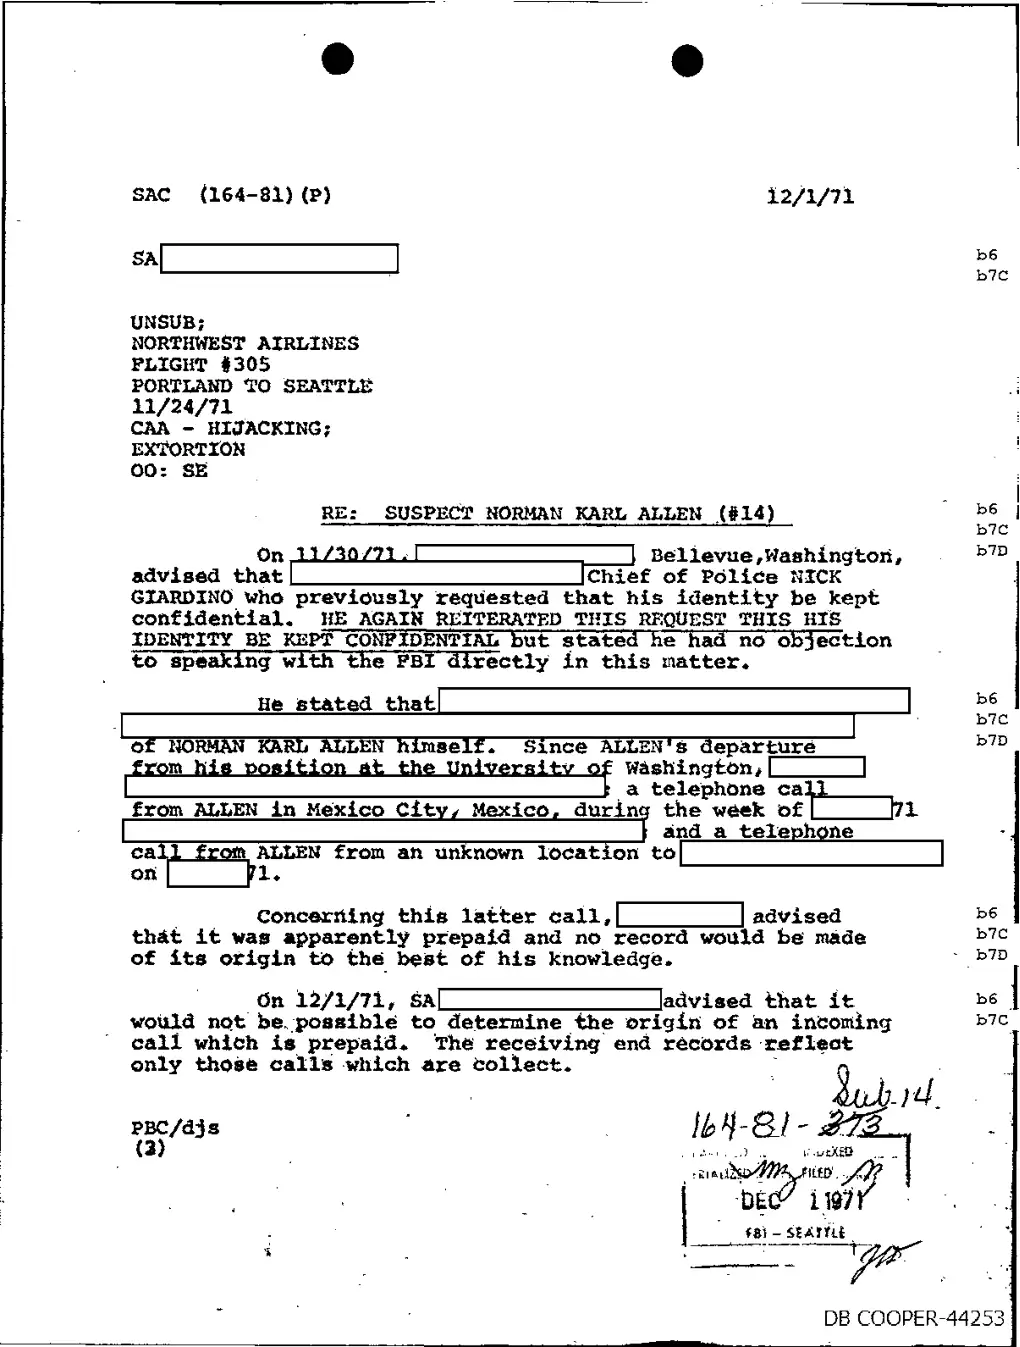 SAC (164-81)(P) 12/1/71
SA b6
b7C
UNSUB;
NORTHWEST AIRLINES
FLIGHT #305
PORTLAND TO SEATTLE
11/24/71
CAA - HIJACKING;
EXTORTION
OO: SE
RE: SUSPECT NORMAN KARL ALLEN (#14) b6
b7C
On 11/30/71, Bellevue,Washington, b7D
advised that Chief of Police NICK
GIARDINO who previously requested that his identity be kept
confidential. HE AGAIN REITERATED THIS REQUEST THIS HIS
IDENTITY BE KEPT CONFIDENTIAL but stated he had no objection
to speaking with the FBI directly in this matter.
He stated that b6
b7C
of NORMAN KARL ALLEN himself. Since ALLEN's departure b7D
from his position at the University of Washington,
; a telephone call
from ALLEN in Mexico City, Mexico, during the week of 71
; and a telephone
call from ALLEN from an unknown location to
on 71.
Concerning this latter call, advised b6
that it was apparently prepaid and no record would be made b7C
of its origin to the best of his knowledge. b7D
On 12/1/71, SA advised that it b6
would not be possible to determine the origin of an incoming b7C
call which is prepaid. The receiving end records reflect
only those calls which are collect.
Sub-14
PBC/djs 164-81-373
(3)
INDEXED
SERIALIZED FILED
DEC 1 1971
FBI - SEATTLE
DB COOPER-44253